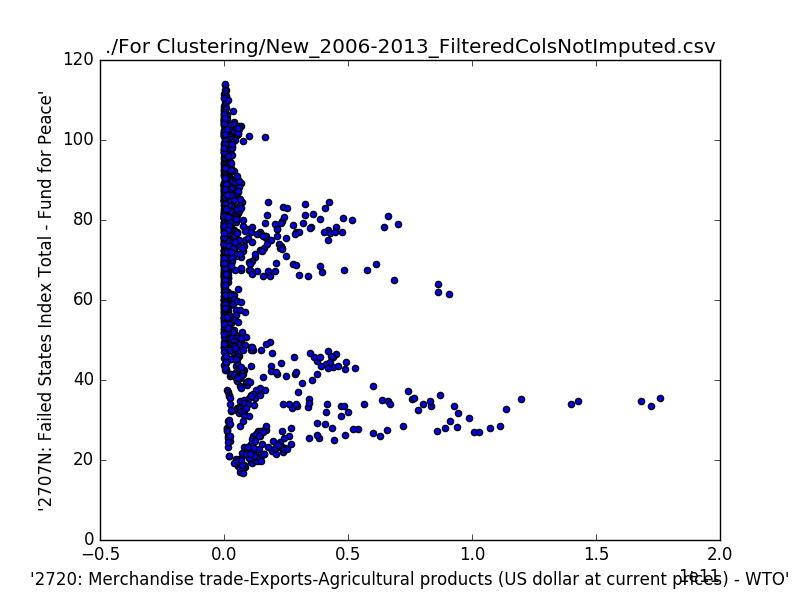 ./For Clustering/New_2006-2013_FilteredColsNotImputed.csv
120
100
80
60
40
20
0
'2707N: Failed States Index Total - Fund for Peace'
−0.5 0.0 0.5 1.0 1.5 2.0
1e11
'2720: Merchandise trade-Exports-Agricultural products (US dollar at current prices) - WTO'